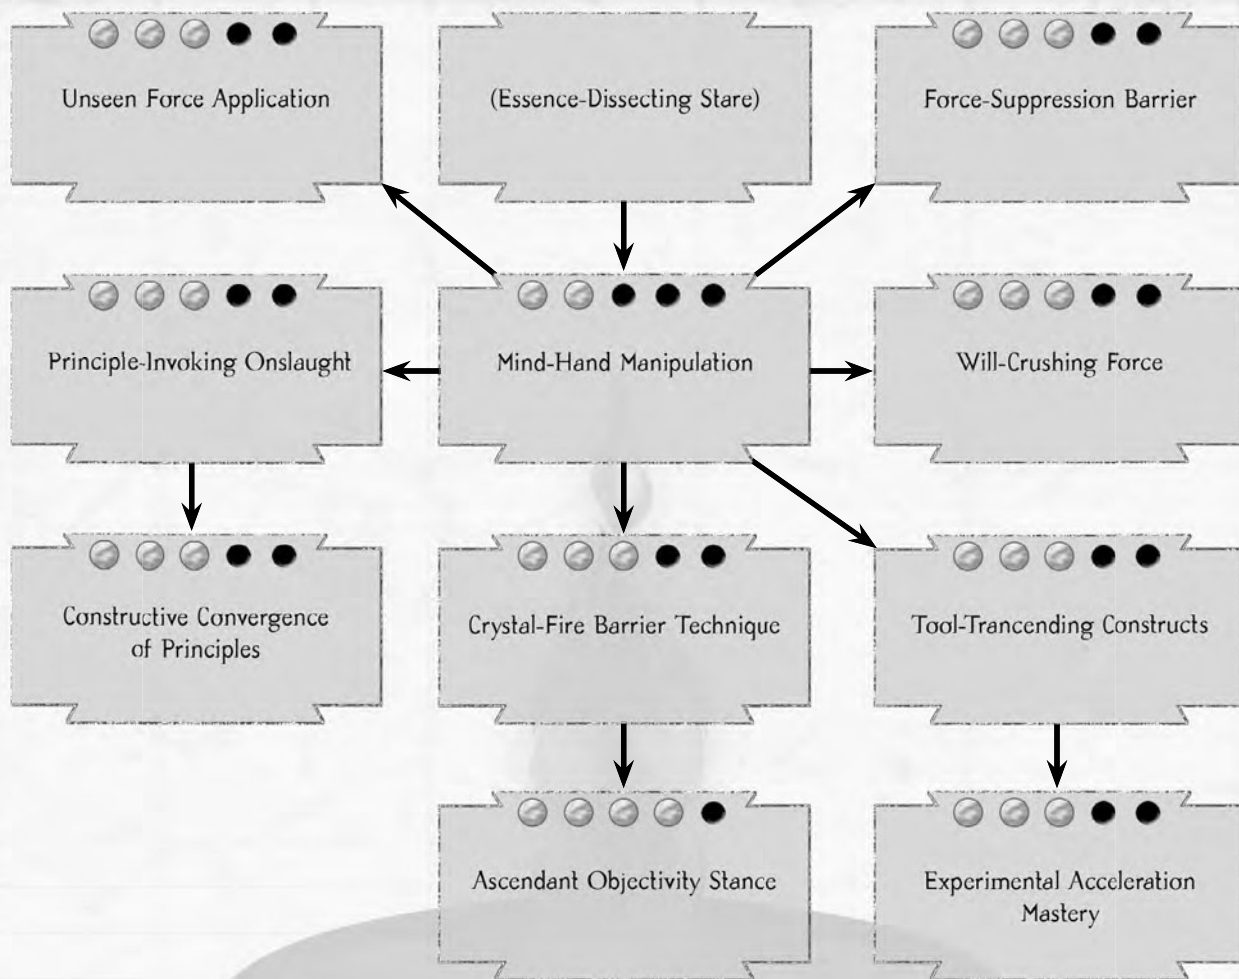 Unseen Force Application
(Essence-Dissecting Stare)
Force-Suppression Barrier
Principle-Invoking Onslaught
Mind-Hand Manipulation
Will-Crushing Force
Constructive Convergence
of Principles
Crystal-Fire Barrier Technique
Tool-Trancending Constructs
Ascendant Objectivity Stance
Experimental Acceleration
Mastery